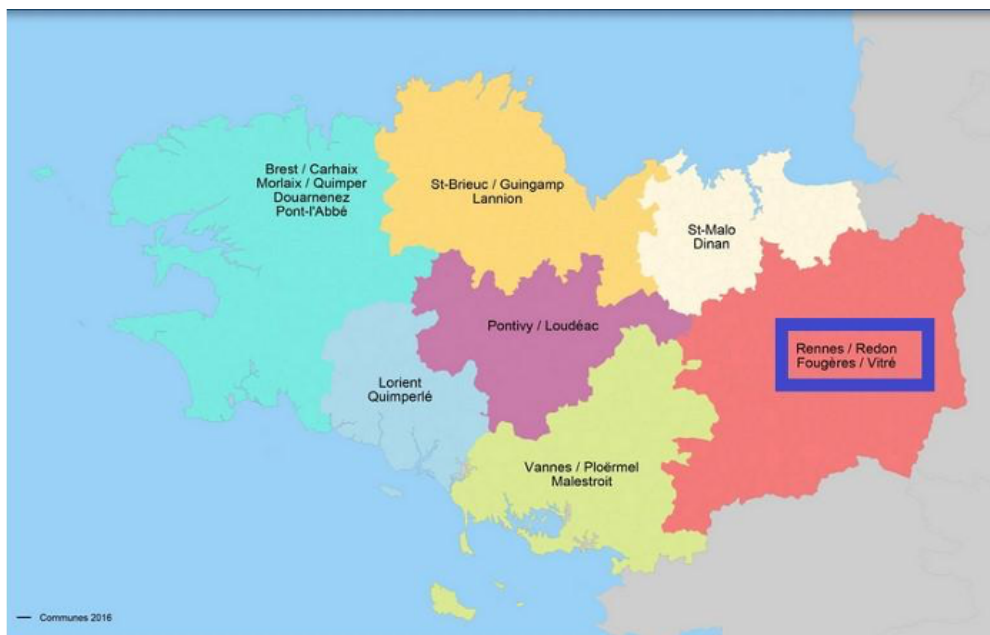 Brest / Carhaix
Morlaix / Quimper
Douarnenez
Pont-l'Abbé
St-Brieuc / Guingamp
Lannion
St-Malo
Dinan
Pontivy / Loudéac
Rennes / Redon
Fougères / Vitré
Lorient
Quimperlé
Vannes / Ploërmel
Malestroit
Communes 2016